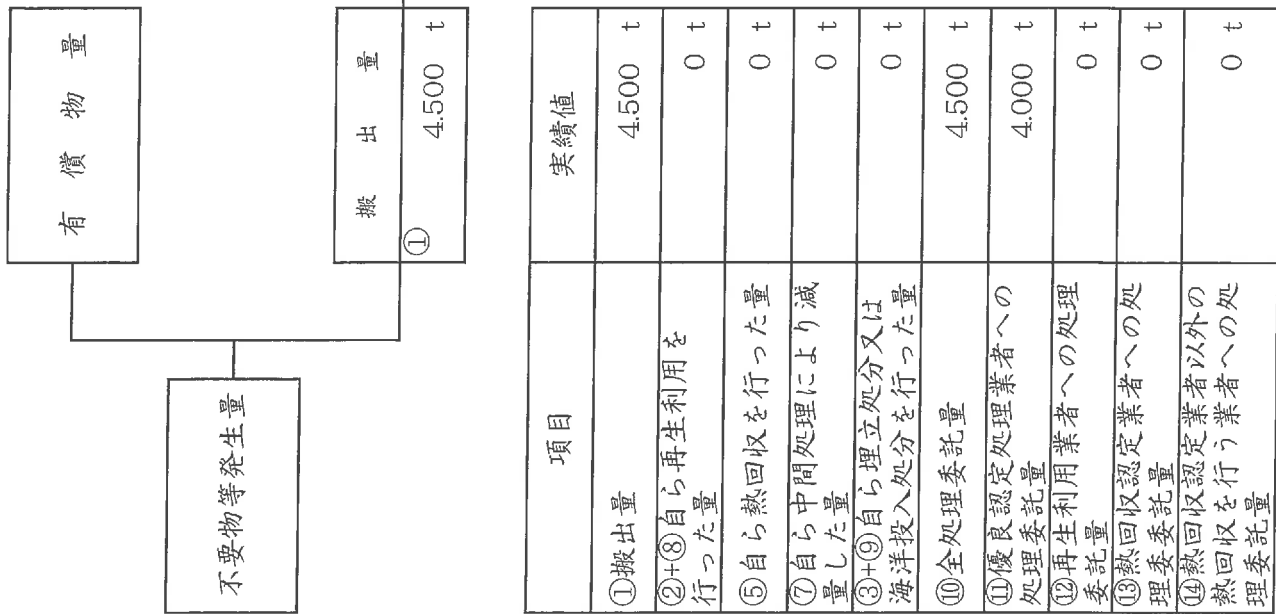 有償物量
不要物等発生量
搬出量
①
4.500 t
項目
実績値
①搬出量
4.500 t
②+⑧自ら再生利用を
行った量
0 t
⑤自ら熱回収を行った量
0 t
⑦自ら中間処理により減
量した量
0 t
③+⑨自ら埋立処分又は
海洋投入処分を行った量
0 t
⑩全処理委託量
4.500 t
⑪優良認定処理業者への
処理委託量
4.000 t
⑫再生利用業者への処理
委託量
0 t
⑬熱回収認定業者への処
理委委託量
0 t
⑭熱回収認定業者以外の
熱回収を行う業者への処
理委託量
0 t